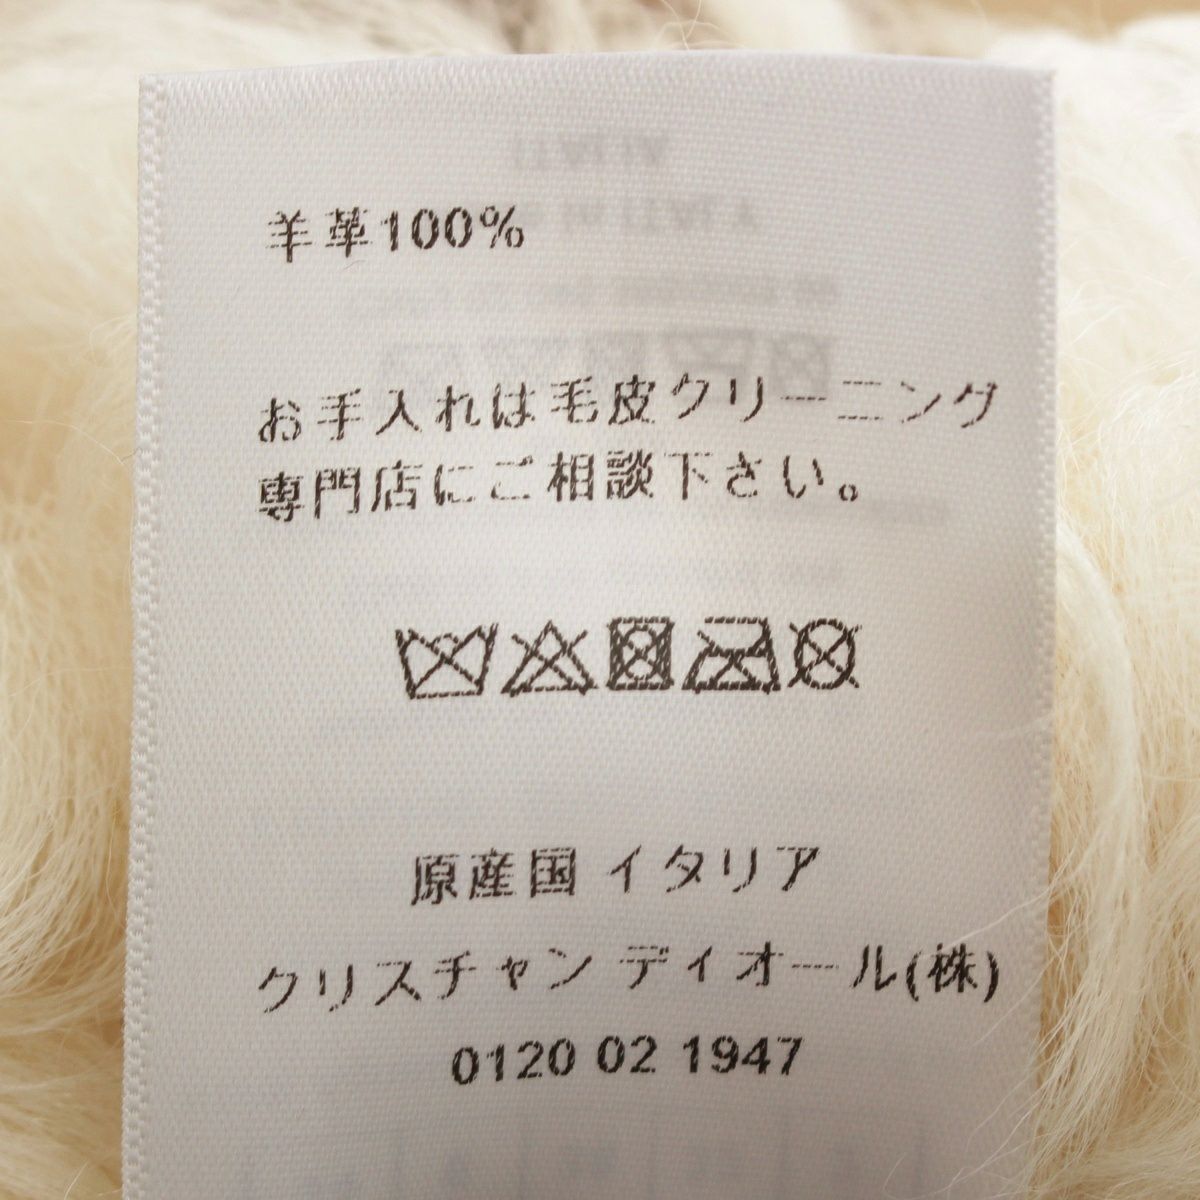 羊革100%
お手入れは毛皮クリーニング
専門店にご相談下さい。
原産国 イタリア
クリスチャン ディオール(株)
0120 02 1947